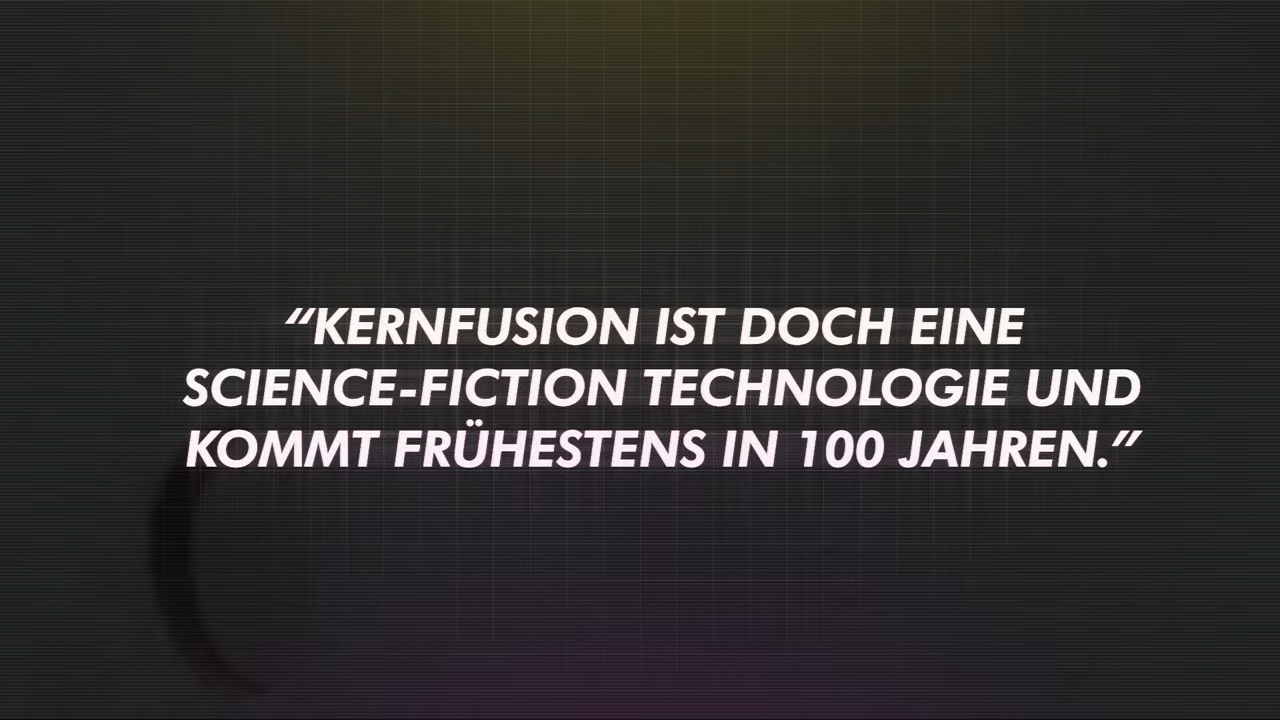 “KERNFUSION IST DOCH EINE
SCIENCE-FICTION TECHNOLOGIE UND
KOMMT FRÜHESTENS IN 100 JAHREN.”